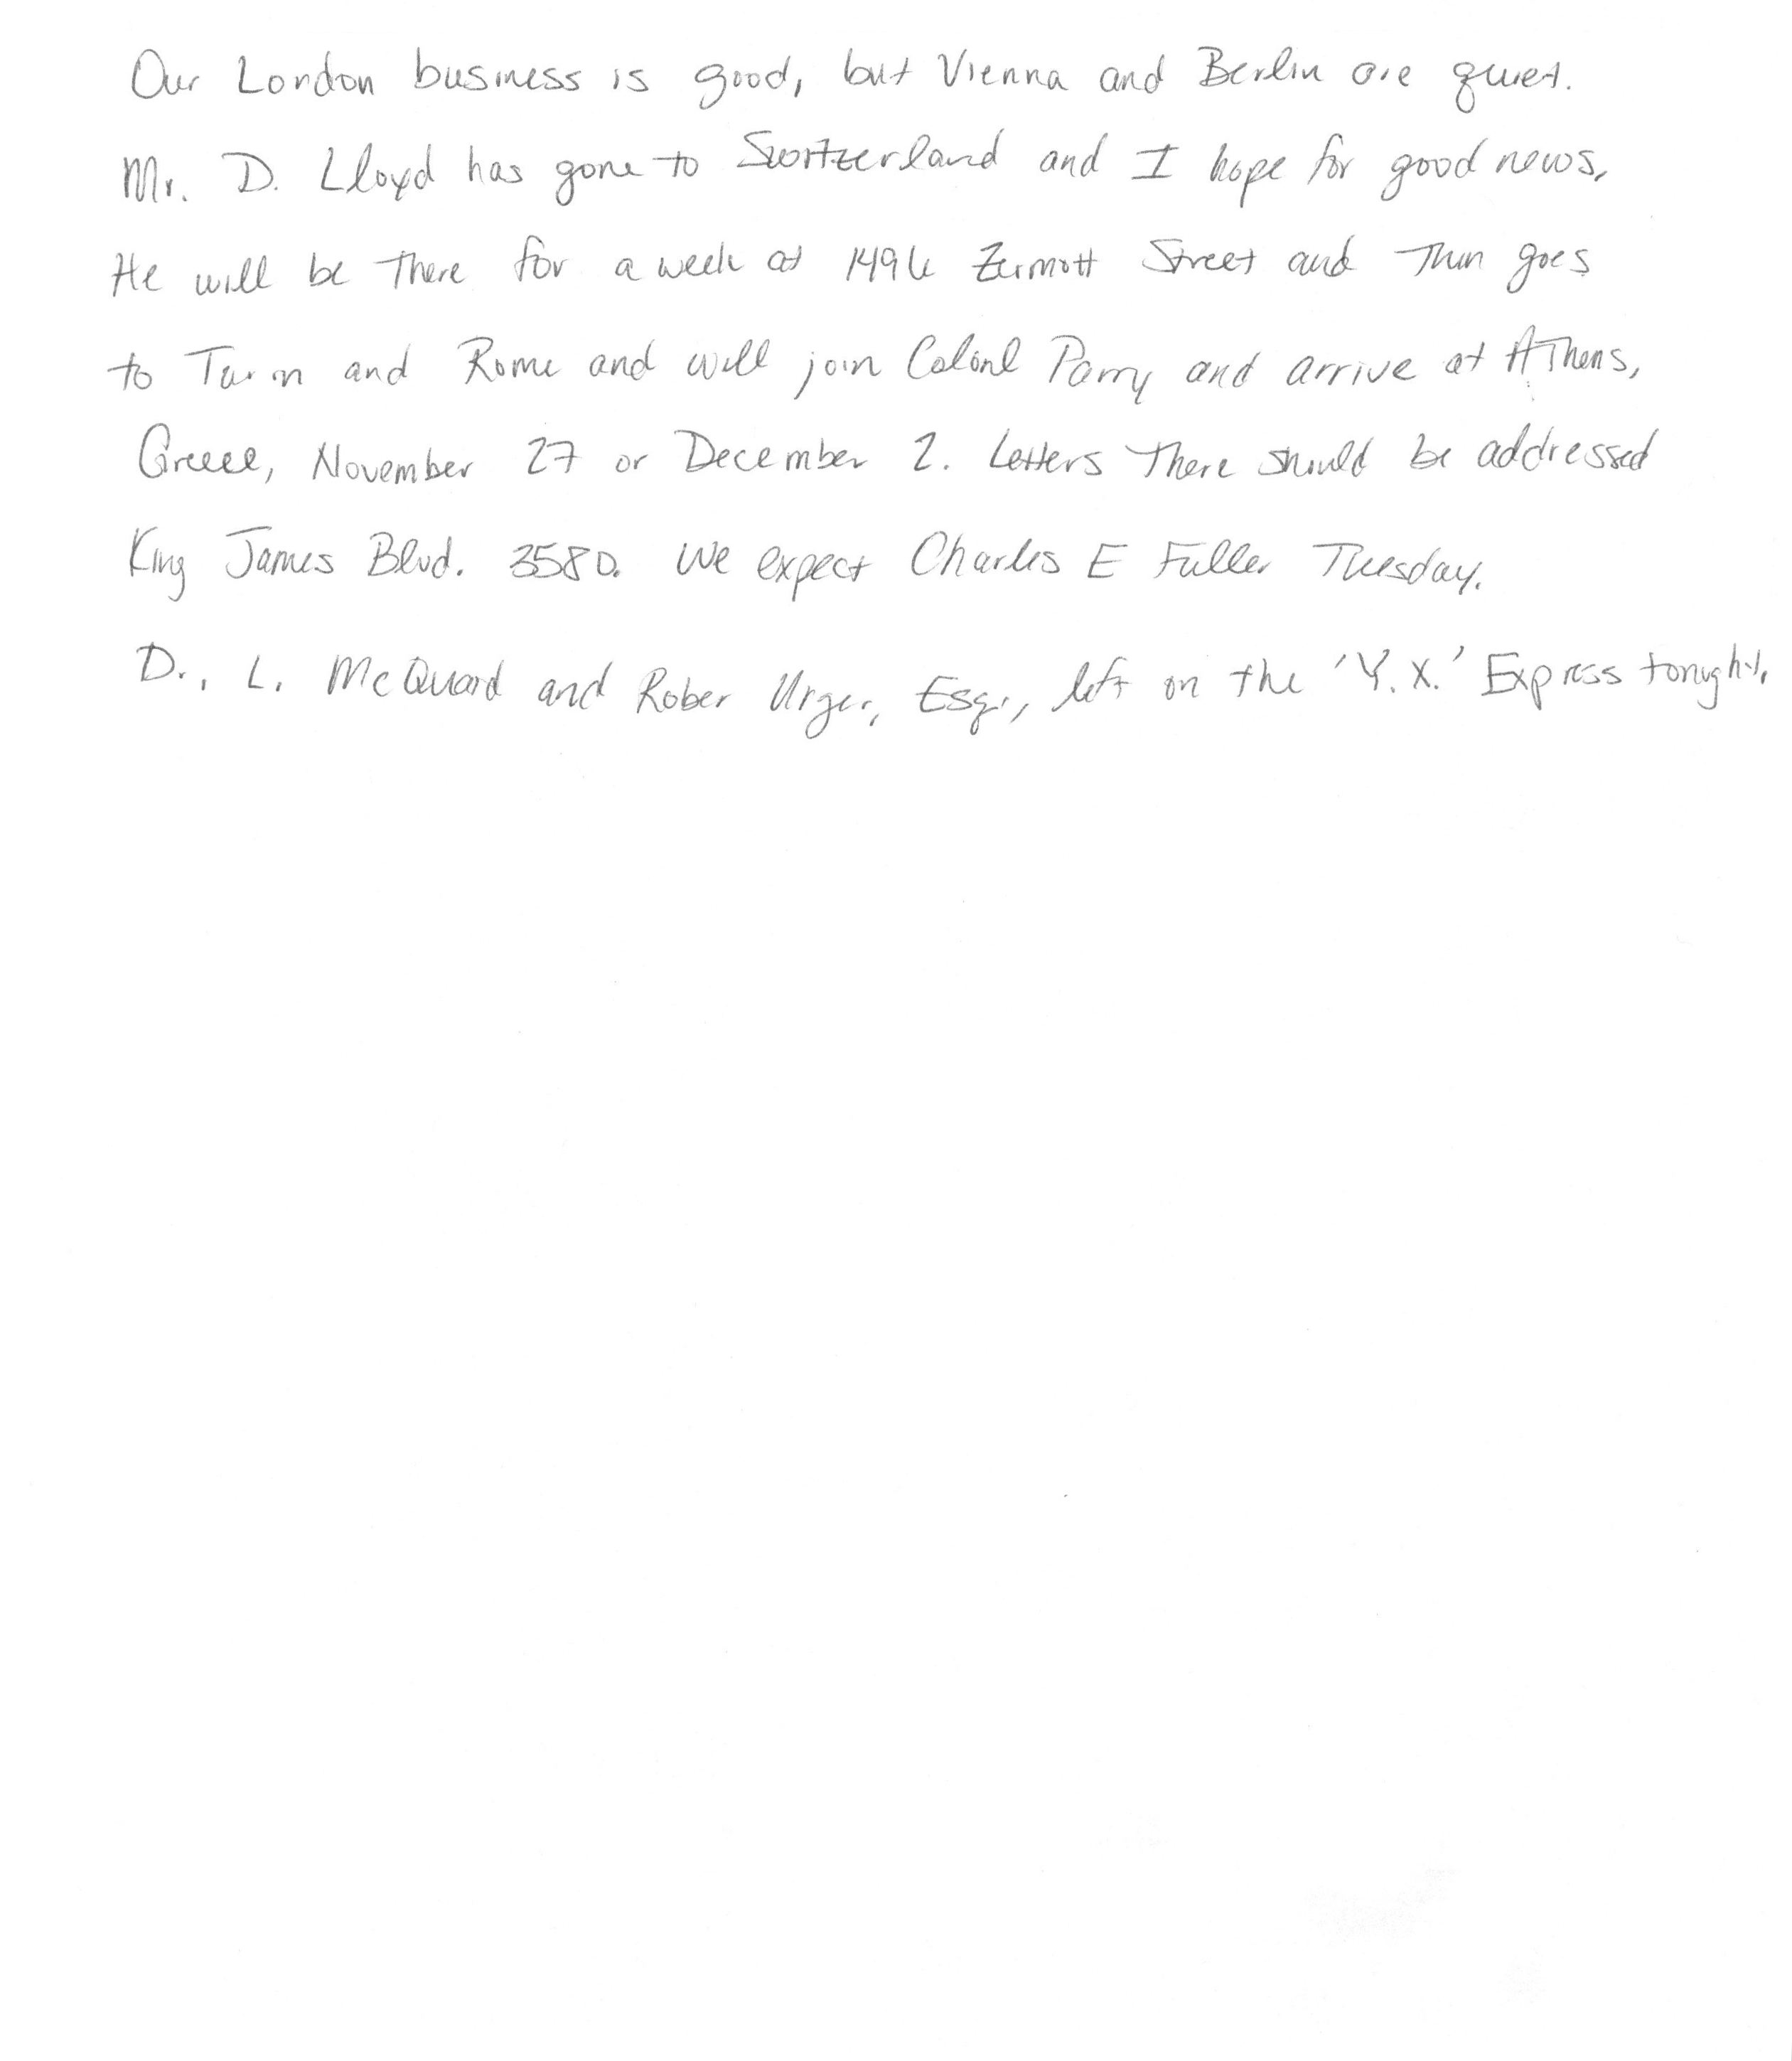 Our London business is good, but Vienna and Berlin are quiet.
Mr. D. Lloyd has gone to Switzerland and I hope for good news.
He will be there for a week at 1496 Zermott Street and then goes
to Turin and Rome and will join Colonl Parry and arrive at Athens,
Greece, November 27 or December 2. Letters there should be addressed
King James Blvd. 3580. We expect Charles E Fuller Tuesday.
Dr., L. McQuaid and Rober Urger, Esq., left on the 'Y.X.' Express tonight.